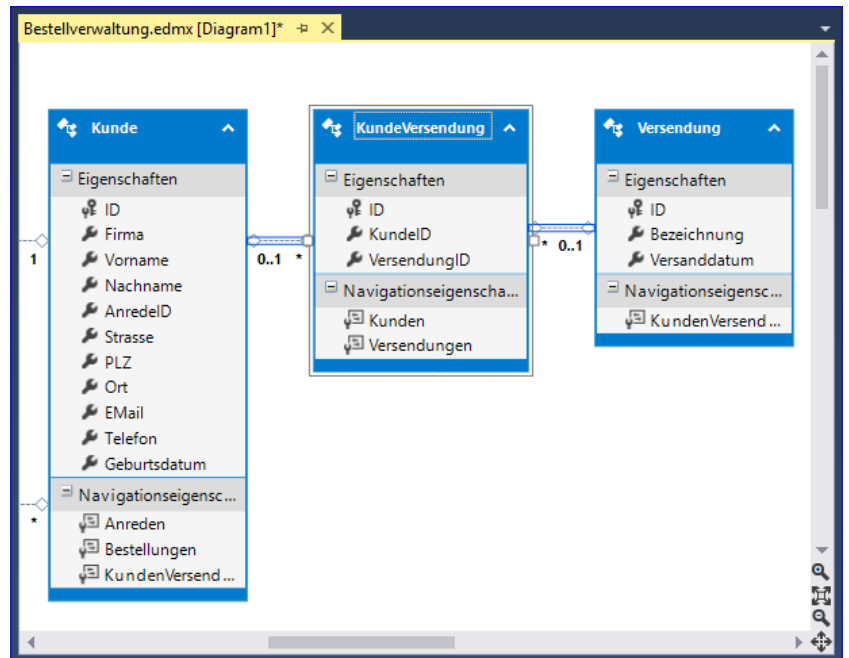 Bestellverwaltung.edmx [Diagram1]*
Kunde
Eigenschaften
ID
Firma
Vorname
Nachname
AnredeID
Strasse
PLZ
Ort
EMail
Telefon
Geburtsdatum
Navigationseigensc...
Anreden
Bestellungen
KundenVersend...
1
*
0..1 *
KundeVersendung
Eigenschaften
ID
KundeID
VersendungID
Navigationseigenscha...
Kunden
Versendungen
* 0..1
Versendung
Eigenschaften
ID
Bezeichnung
Versanddatum
Navigationseigensc...
KundenVersend...